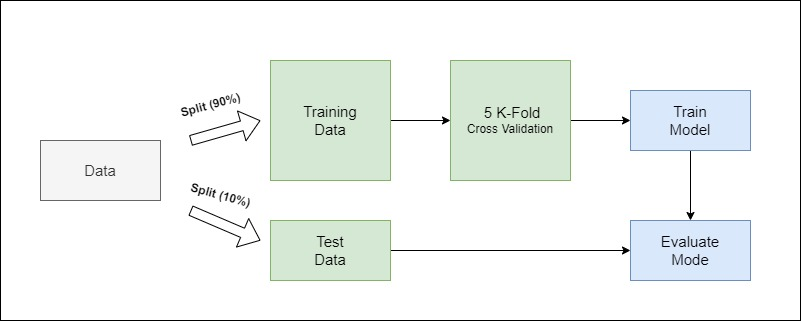 Split (90%)
Training
Data
5 K-Fold
Cross Validation
Train
Model
Data
Split (10%)
Test
Data
Evaluate
Mode